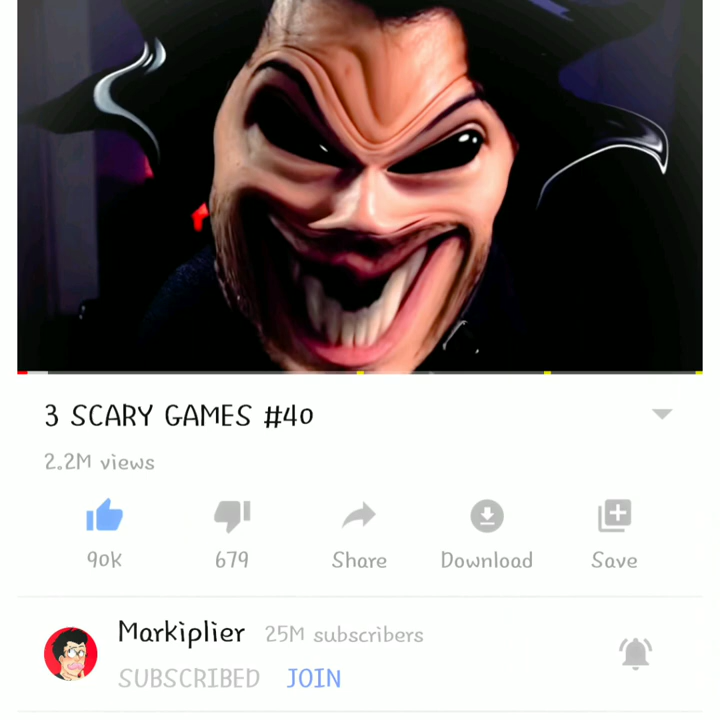 3 SCARY GAMES #40
2.2M views
90K 679 Share Download Save
Markiplier 25M subscribers
SUBSCRIBED JOIN